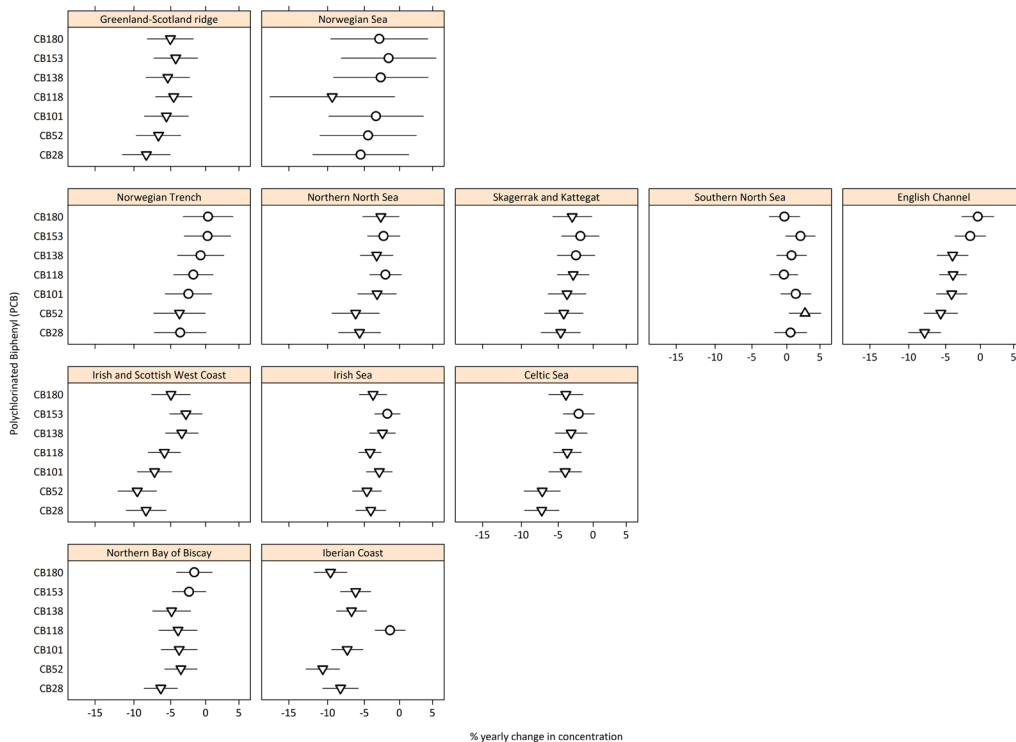 Greenland-Scotland ridge
Norwegian Sea
CB180
CB153
CB138
CB118
CB101
CB52
CB28
Norwegian Trench
Northern North Sea
Skagerrak and Kattegat
Southern North Sea
English Channel
CB180
CB153
CB138
CB118
CB101
CB52
CB28
-15 -10 -5 0 5
-15 -10 -5 0 5
Polychlorinated Biphenyl (PCB)
Irish and Scottish West Coast
Irish Sea
Celtic Sea
CB180
CB153
CB138
CB118
CB101
CB52
CB28
-15 -10 -5 0 5
Northern Bay of Biscay
Iberian Coast
CB180
CB153
CB138
CB118
CB101
CB52
CB28
-15 -10 -5 0 5
-15 -10 -5 0 5
% yearly change in concentration